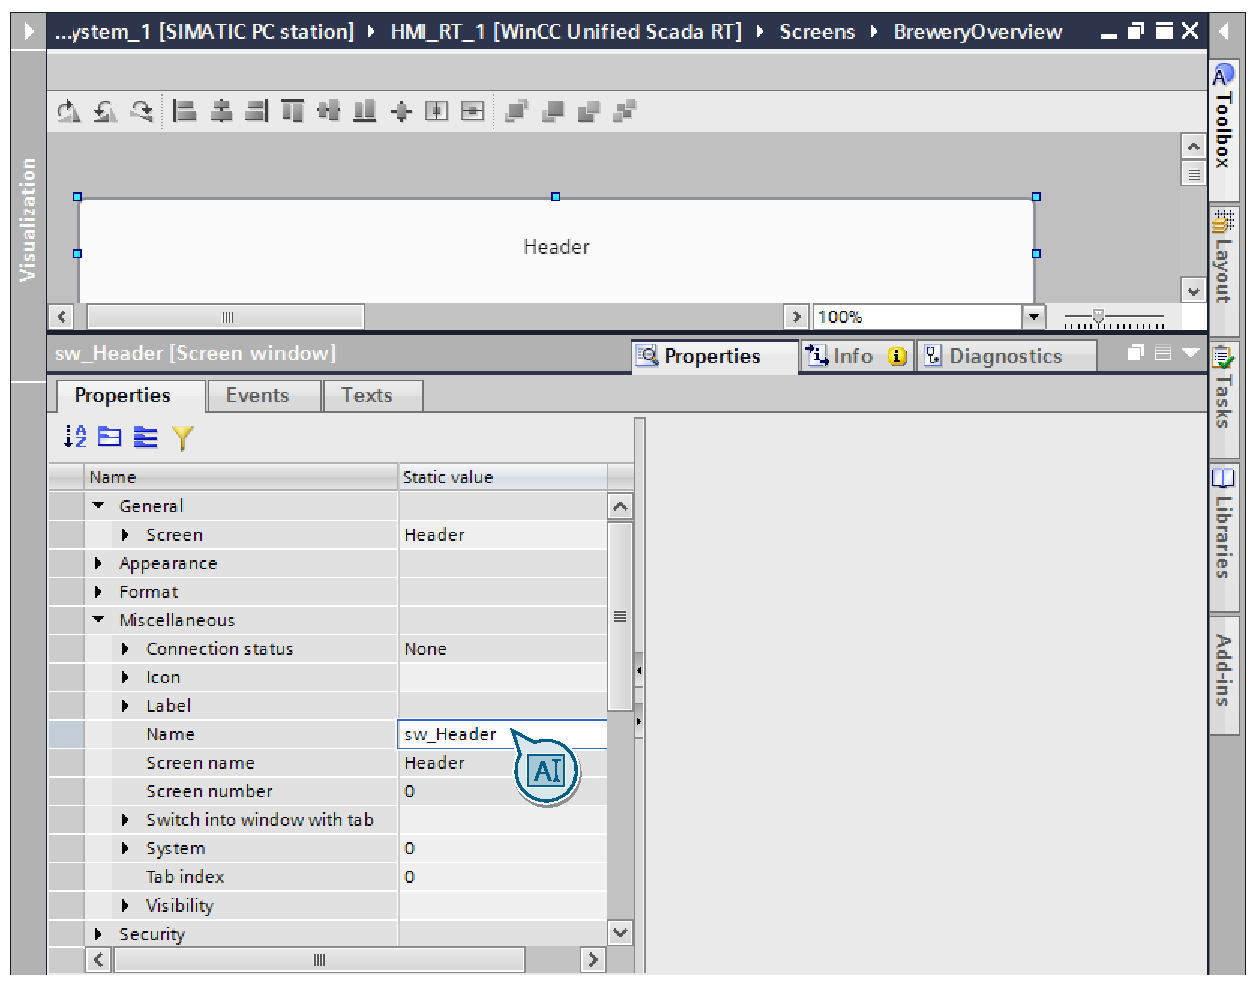 ...ystem_1 [SIMATIC PC station] HMI_RT_1 [WinCC Unified Scada RT] Screens BreweryOverview
Visualization
Header
100%
sw_Header [Screen window]
Properties Info Diagnostics
Properties Events Texts
Name Static value
General
Screen Header
Appearance
Format
Miscellaneous
Connection status None
Icon
Label
Name sw_Header
Screen name Header
Screen number 0
Switch into window with tab
System 0
Tab index 0
Visibility
Security
AI
Toolbox
Layout
Tasks
Libraries
Add-ins